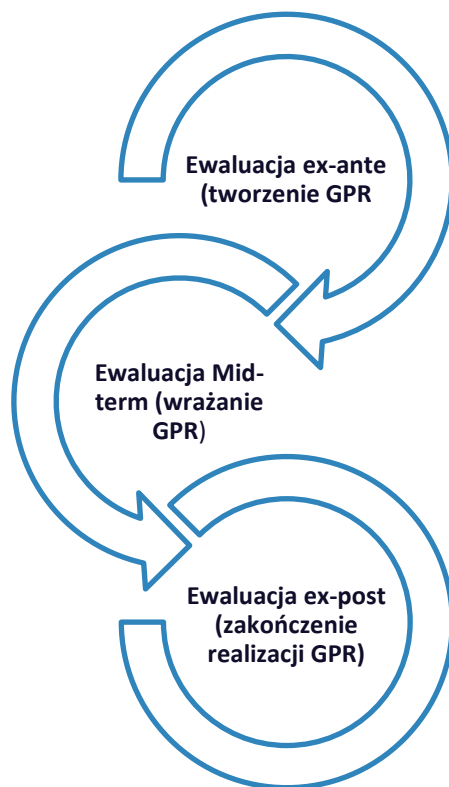 Ewaluacja ex-ante
(tworzenie GPR
Ewaluacja Mid-
term (wrażanie
GPR)
Ewaluacja ex-post
(zakończenie
realizacji GPR)